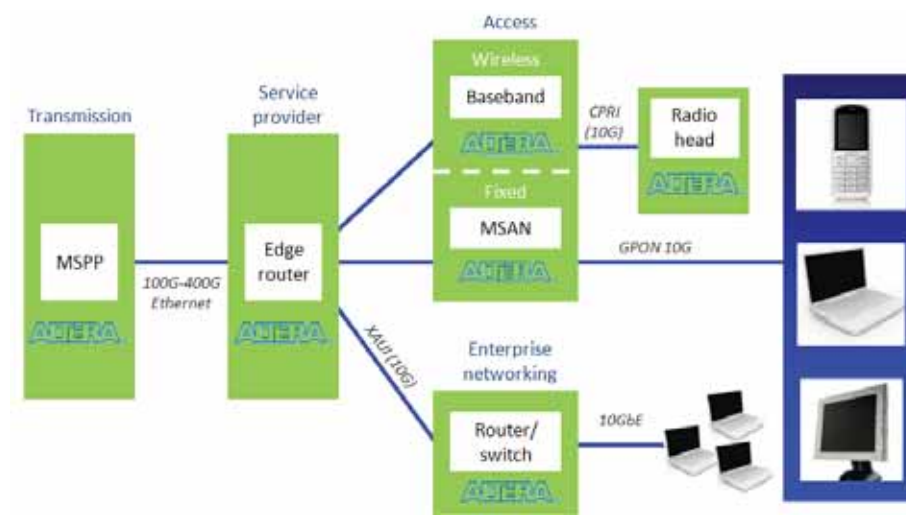 Access
Wireless
Baseband
ALTERA
Fixed
MSAN
ALTERA
Transmission
MSPP
ALTERA
100G-400G
Ethernet
Service
provider
Edge
router
ALTERA
CPRI
(10G)
Radio
head
ALTERA
GPON 10G
XAUI (10G)
Enterprise
networking
Router/
switch
ALTERA
10GbE